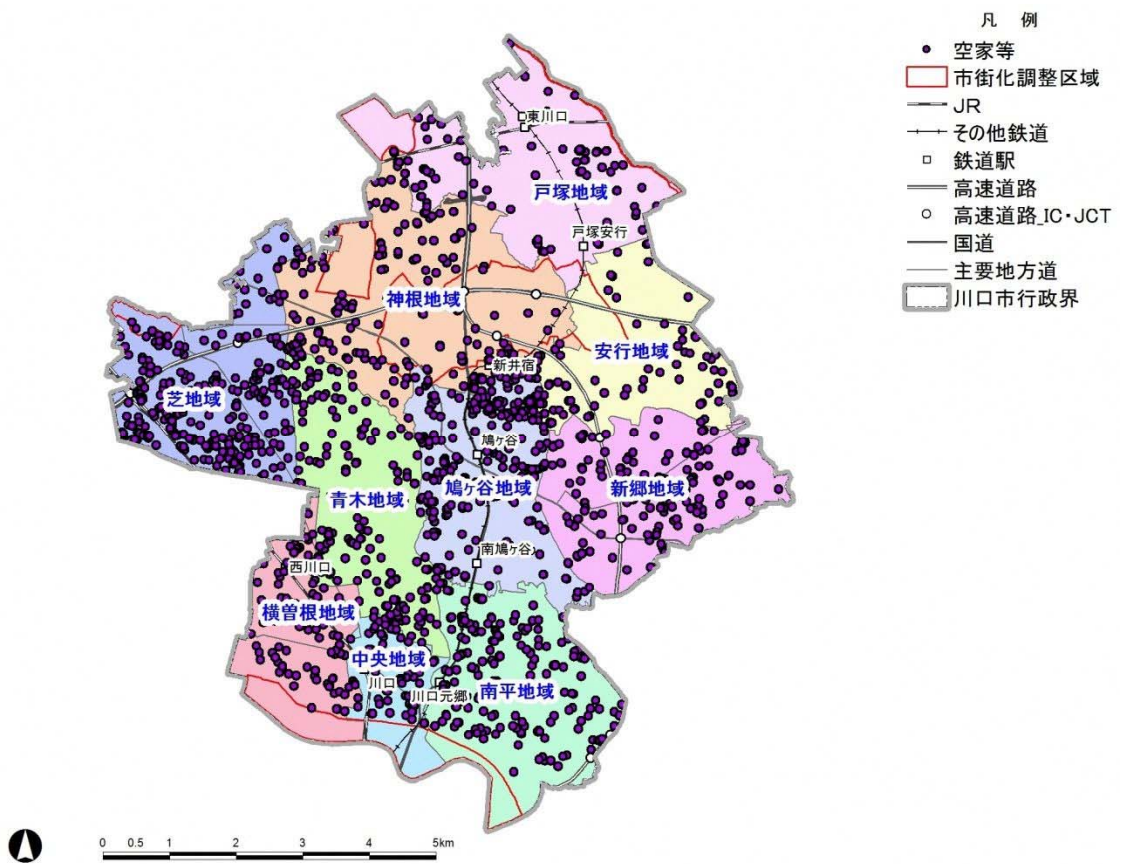 凡 例
空家等
市街化調整区域
JR
その他鉄道
鉄道駅
高速道路
高速道路_IC・JCT
国道
主要地方道
川口市行政界
東川口
戸塚地域
戸塚安行
神根地域
安行地域
新井宿
芝地域
鳩ヶ谷
青木地域
鳩ヶ谷地域
新郷地域
南鳩ヶ谷
西川口
横曽根地域
中央地域
川口
川口元郷
南平地域
0 0.5 1 2 3 4 5km